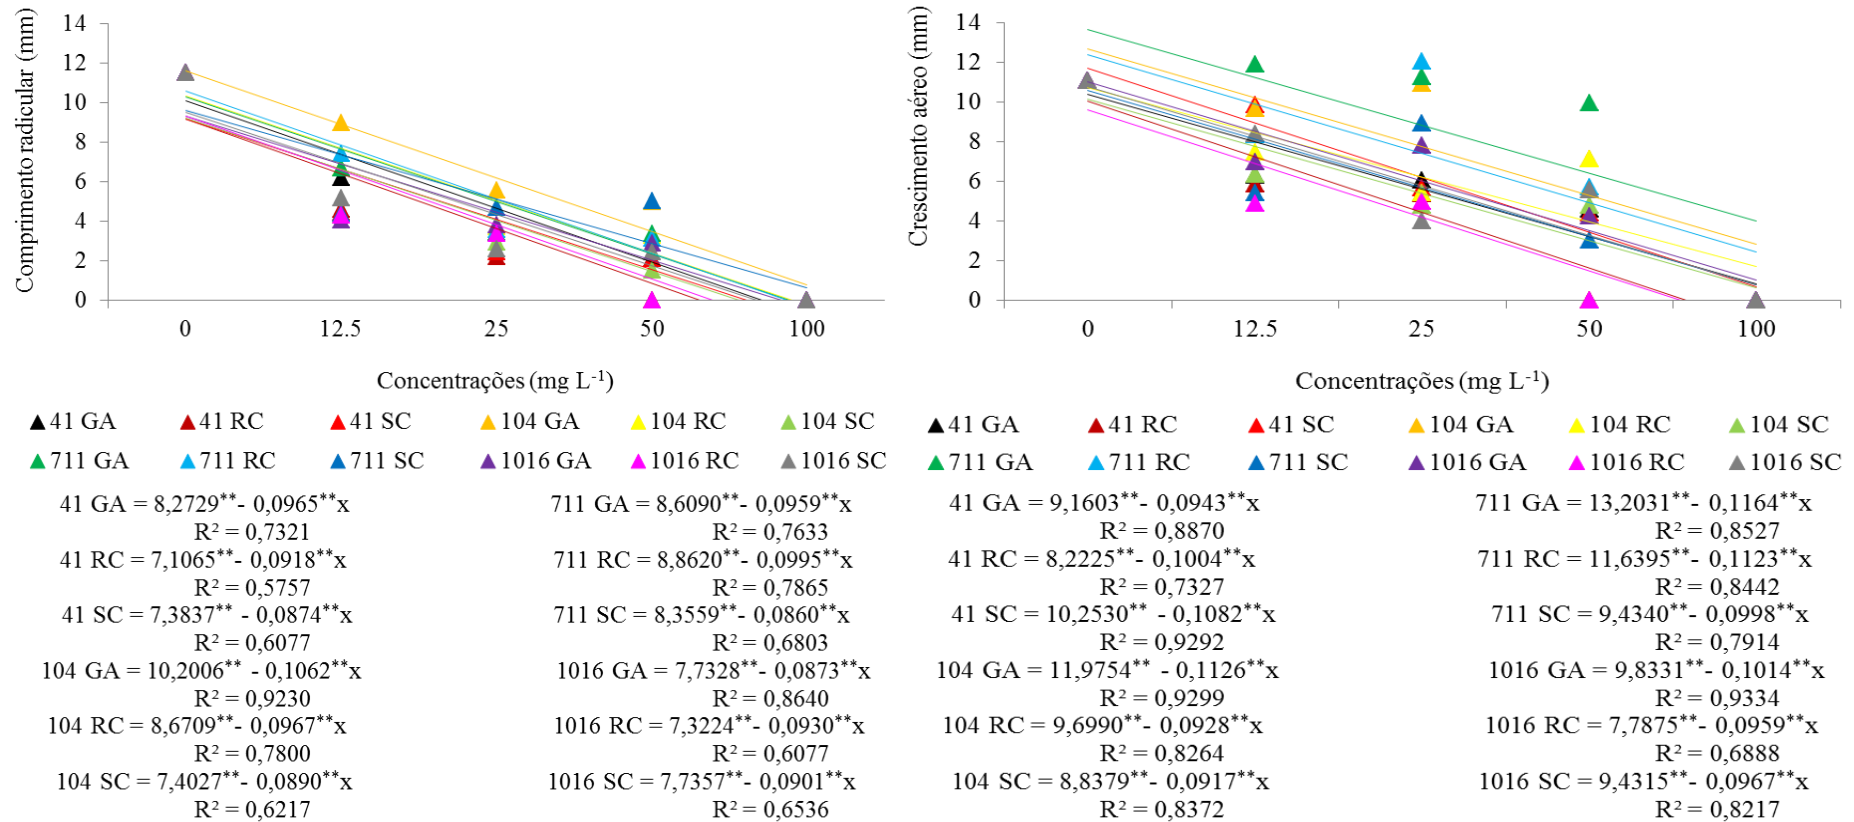 Comprimento radicular (mm)
14
12
10
8
6
4
2
0
0 12.5 25 50 100
Concentrações (mg L⁻¹)
41 GA 41 RC 41 SC 104 GA 104 RC 104 SC
711 GA 711 RC 711 SC 1016 GA 1016 RC 1016 SC
41 GA = 8,2729**- 0,0965**x
R² = 0,7321
41 RC = 7,1065**- 0,0918**x
R² = 0,5757
41 SC = 7,3837** - 0,0874**x
R² = 0,6077
104 GA = 10,2006** - 0,1062**x
R² = 0,9230
104 RC = 8,6709**- 0,0967**x
R² = 0,7800
104 SC = 7,4027**- 0,0890**x
R² = 0,6217
711 GA = 8,6090**- 0,0959**x
R² = 0,7633
711 RC = 8,8620**- 0,0995**x
R² = 0,7865
711 SC = 8,3559**- 0,0860**x
R² = 0,6803
1016 GA = 7,7328**- 0,0873**x
R² = 0,8640
1016 RC = 7,3224**- 0,0930**x
R² = 0,6077
1016 SC = 7,7357**- 0,0901**x
R² = 0,6536
Crescimento aéreo (mm)
14
12
10
8
6
4
2
0
0 12.5 25 50 100
Concentrações (mg L⁻¹)
41 GA 41 RC 41 SC 104 GA 104 RC 104 SC
711 GA 711 RC 711 SC 1016 GA 1016 RC 1016 SC
41 GA = 9,1603**- 0,0943**x
R² = 0,8870
41 RC = 8,2225**- 0,1004**x
R² = 0,7327
41 SC = 10,2530** - 0,1082**x
R² = 0,9292
104 GA = 11,9754** - 0,1126**x
R² = 0,9299
104 RC = 9,6990**- 0,0928**x
R² = 0,8264
104 SC = 8,8379**- 0,0917**x
R² = 0,8372
711 GA = 13,2031**- 0,1164**x
R² = 0,8527
711 RC = 11,6395**- 0,1123**x
R² = 0,8442
711 SC = 9,4340**- 0,0998**x
R² = 0,7914
1016 GA = 9,8331**- 0,1014**x
R² = 0,9334
1016 RC = 7,7875**- 0,0959**x
R² = 0,6888
1016 SC = 9,4315**- 0,0967**x
R² = 0,8217